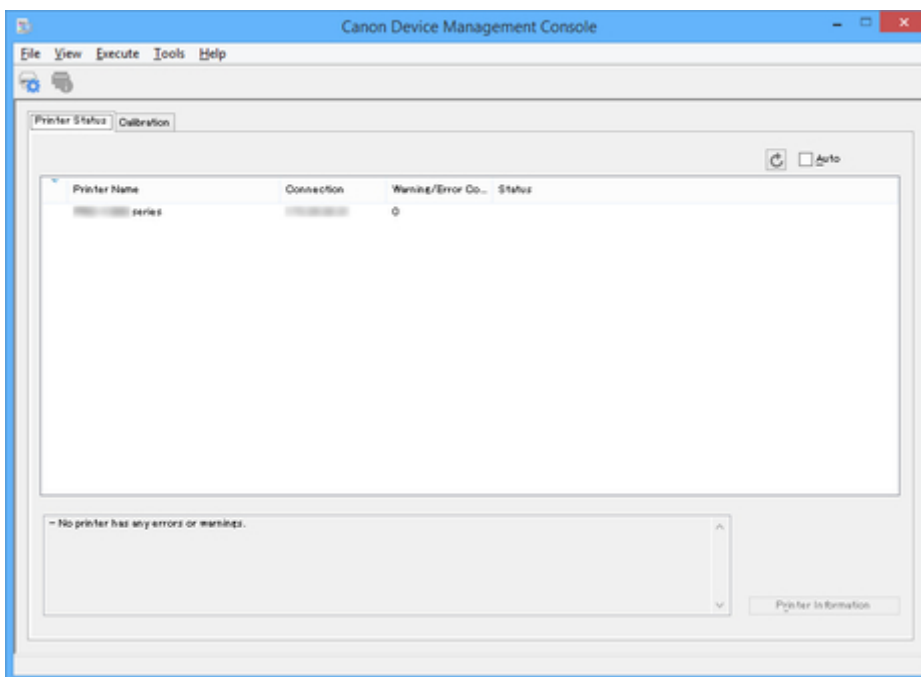 Canon Device Management Console
File View Execute Tools Help
Printer Status Calibration
Auto
Printer Name Connection Warning/Error Co... Status
series 0
- No printer has any errors or warnings.
Printer Information